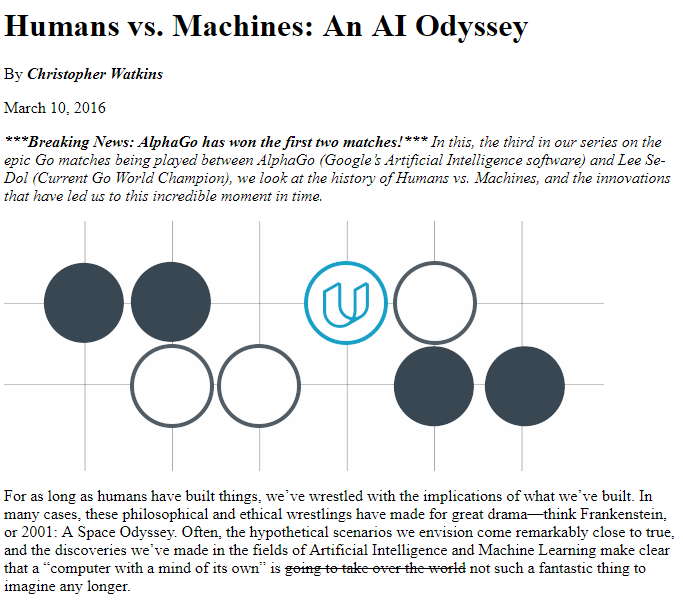 Humans vs. Machines: An AI Odyssey
By Christopher Watkins
March 10, 2016
***Breaking News: AlphaGo has won the first two matches!*** In this, the third in our series on the
epic Go matches being played between AlphaGo (Google's Artificial Intelligence software) and Lee Se-
Dol (Current Go World Champion), we look at the history of Humans vs. Machines, and the innovations
that have led us to this incredible moment in time.
For as long as humans have built things, we've wrestled with the implications of what we've built. In
many cases, these philosophical and ethical wrestlings have made for great drama—think Frankenstein,
or 2001: A Space Odyssey. Often, the hypothetical scenarios we envision come remarkably close to true,
and the discoveries we've made in the fields of Artificial Intelligence and Machine Learning make clear
that a “computer with a mind of its own” is going to take over the world not such a fantastic thing to
imagine any longer.